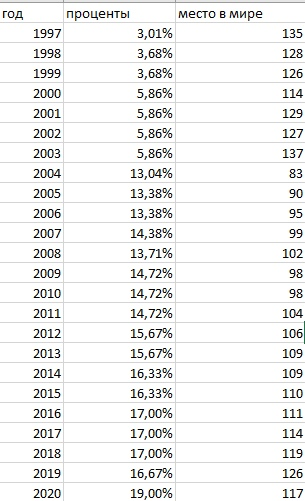 год проценты место в мире
1997 3,01% 135
1998 3,68% 128
1999 3,68% 126
2000 5,86% 114
2001 5,86% 129
2002 5,86% 127
2003 5,86% 137
2004 13,04% 83
2005 13,38% 90
2006 13,38% 95
2007 14,38% 99
2008 13,71% 102
2009 14,72% 98
2010 14,72% 98
2011 14,72% 104
2012 15,67% 106
2013 15,67% 109
2014 16,33% 109
2015 16,33% 110
2016 17,00% 111
2017 17,00% 114
2018 17,00% 119
2019 16,67% 126
2020 19,00% 117